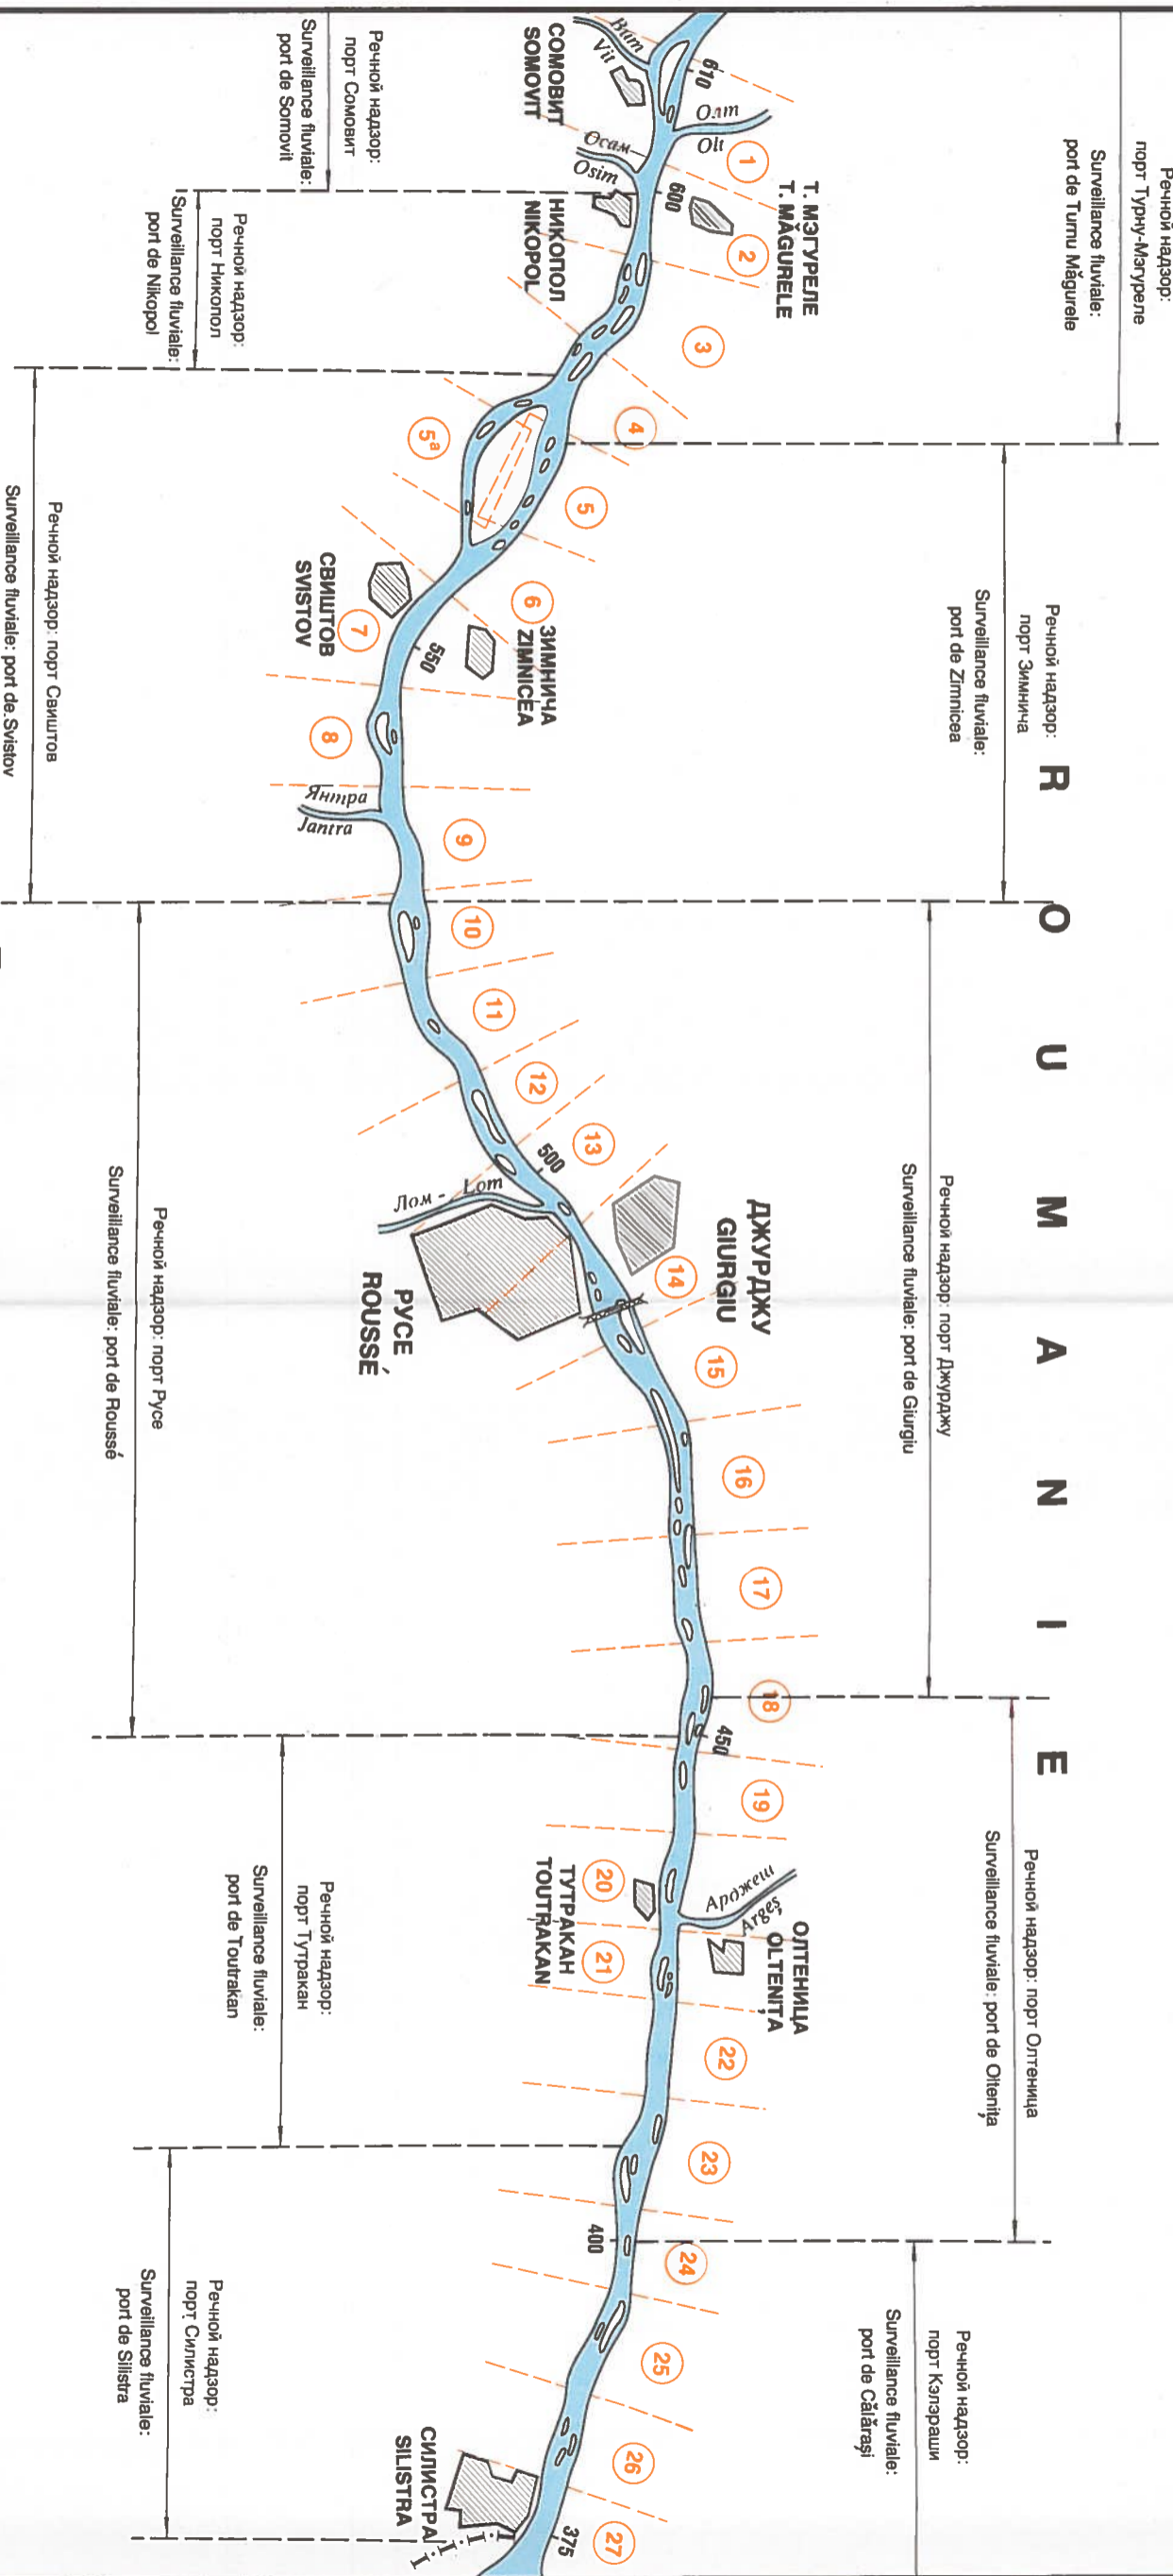 Речной надзор:
порт Турну-Мэгуреле
Surveillance fluviale:
port de Turnu Măgurele
Речной надзор:
порт Зимнича
Surveillance fluviale:
port de Zimnicea
R O U M A N I E
Речной надзор: порт Джурджу
Surveillance fluviale: port de Giurgiu
Речной надзор: порт Олтеница
Surveillance fluviale: port de Olteniţa
Речной надзор:
порт Кэлэраши
Surveillance fluviale:
port de Călăraşi
Вит
Vit
610
Олт
Olt
СОМОВИТ
SOMOVIT
Осам
Osim
1
Т. МЭГУРЕЛЕ
T. MĂGURELE
600
2
НИКОПОЛ
NIKOPOL
3
4
5ª
5
6
ЗИМНИЧА
ZIMNICEA
СВИШТОВ
SVISTOV
7
550
8
Янтра
Jantra
9
10
11
12
13
500
Лом - Lom
ДЖУРДЖУ
GIURGIU
14
РУСЕ
ROUSSÉ
15
16
17
18
450
19
20
ТУТРАКАН
TOUTRAKAN
21
Арджеш
Argeş
ОЛТЕНИЦА
OLTENIŢA
22
23
400
24
25
26
СИЛИСТРА
SILISTRA
375
27
Речной надзор:
порт Сомовит
Surveillance fluviale:
port de Somovit
Речной надзор:
порт Никопол
Surveillance fluviale:
port de Nikopol
Речной надзор: порт Свиштов
Surveillance fluviale: port de Svistov
Речной надзор: порт Русе
Surveillance fluviale: port de Roussé
Речной надзор:
порт Тутракан
Surveillance fluviale:
port de Toutrakan
Речной надзор:
порт Силистра
Surveillance fluviale:
port de Silistra